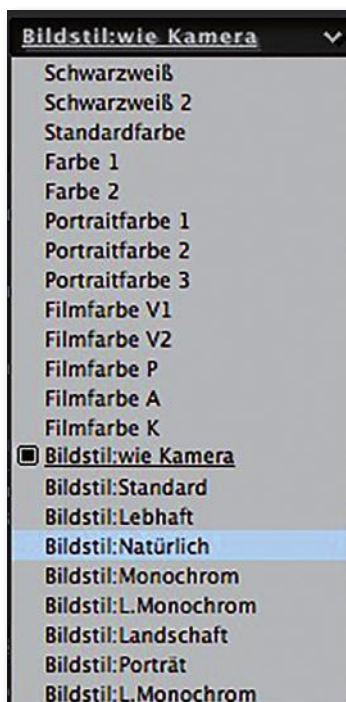 Bildstil:wie Kamera
Schwarzweiß
Schwarzweiß 2
Standardfarbe
Farbe 1
Farbe 2
Portraitfarbe 1
Portraitfarbe 2
Portraitfarbe 3
Filmfarbe V1
Filmfarbe V2
Filmfarbe P
Filmfarbe A
Filmfarbe K
Bildstil:wie Kamera
Bildstil:Standard
Bildstil:Lebhaft
Bildstil:Natürlich
Bildstil:Monochrom
Bildstil:L.Monochrom
Bildstil:Landschaft
Bildstil:Porträt
Bildstil:L.Monochrom